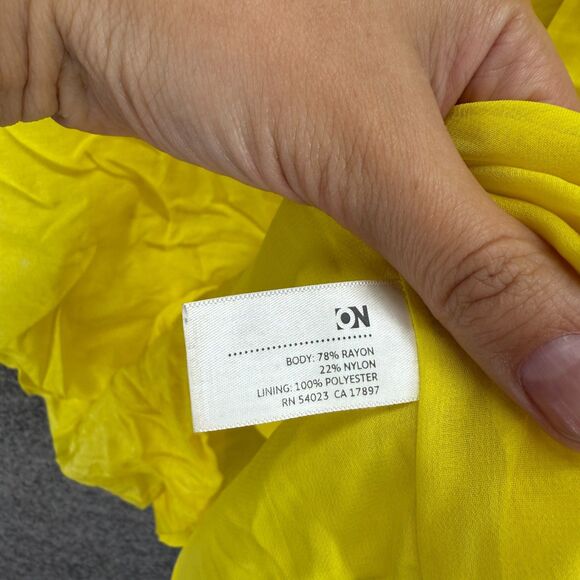 ON
BODY: 78% RAYON
22% NYLON
LINING: 100% POLYESTER
RN 54023 CA 17897